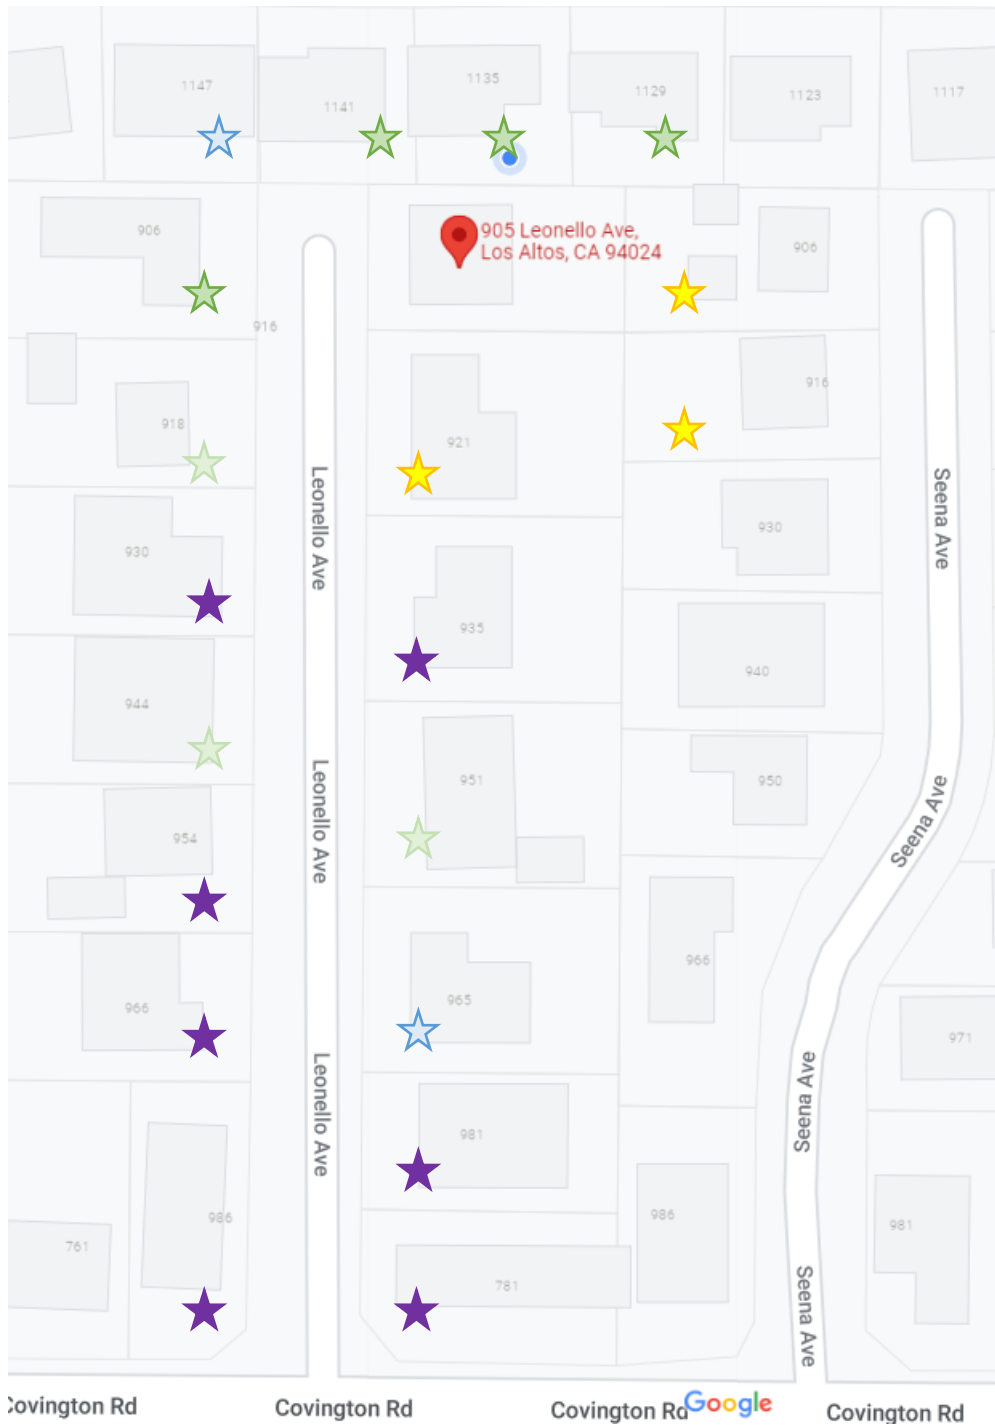 1147
1141
1135
1129
1123
1117
906
905 Leonello Ave,
Los Altos, CA 94024
906
916
916
918
921
Leonello Ave
Seena Ave
930
930
935
940
944
951
950
Leonello Ave
Seena Ave
954
966
966
965
971
Leonello Ave
Seena Ave
981
986
986
981
761
781
Seena Ave
Covington Rd
Covington Rd
Covington Rd
Google
Covington Rd